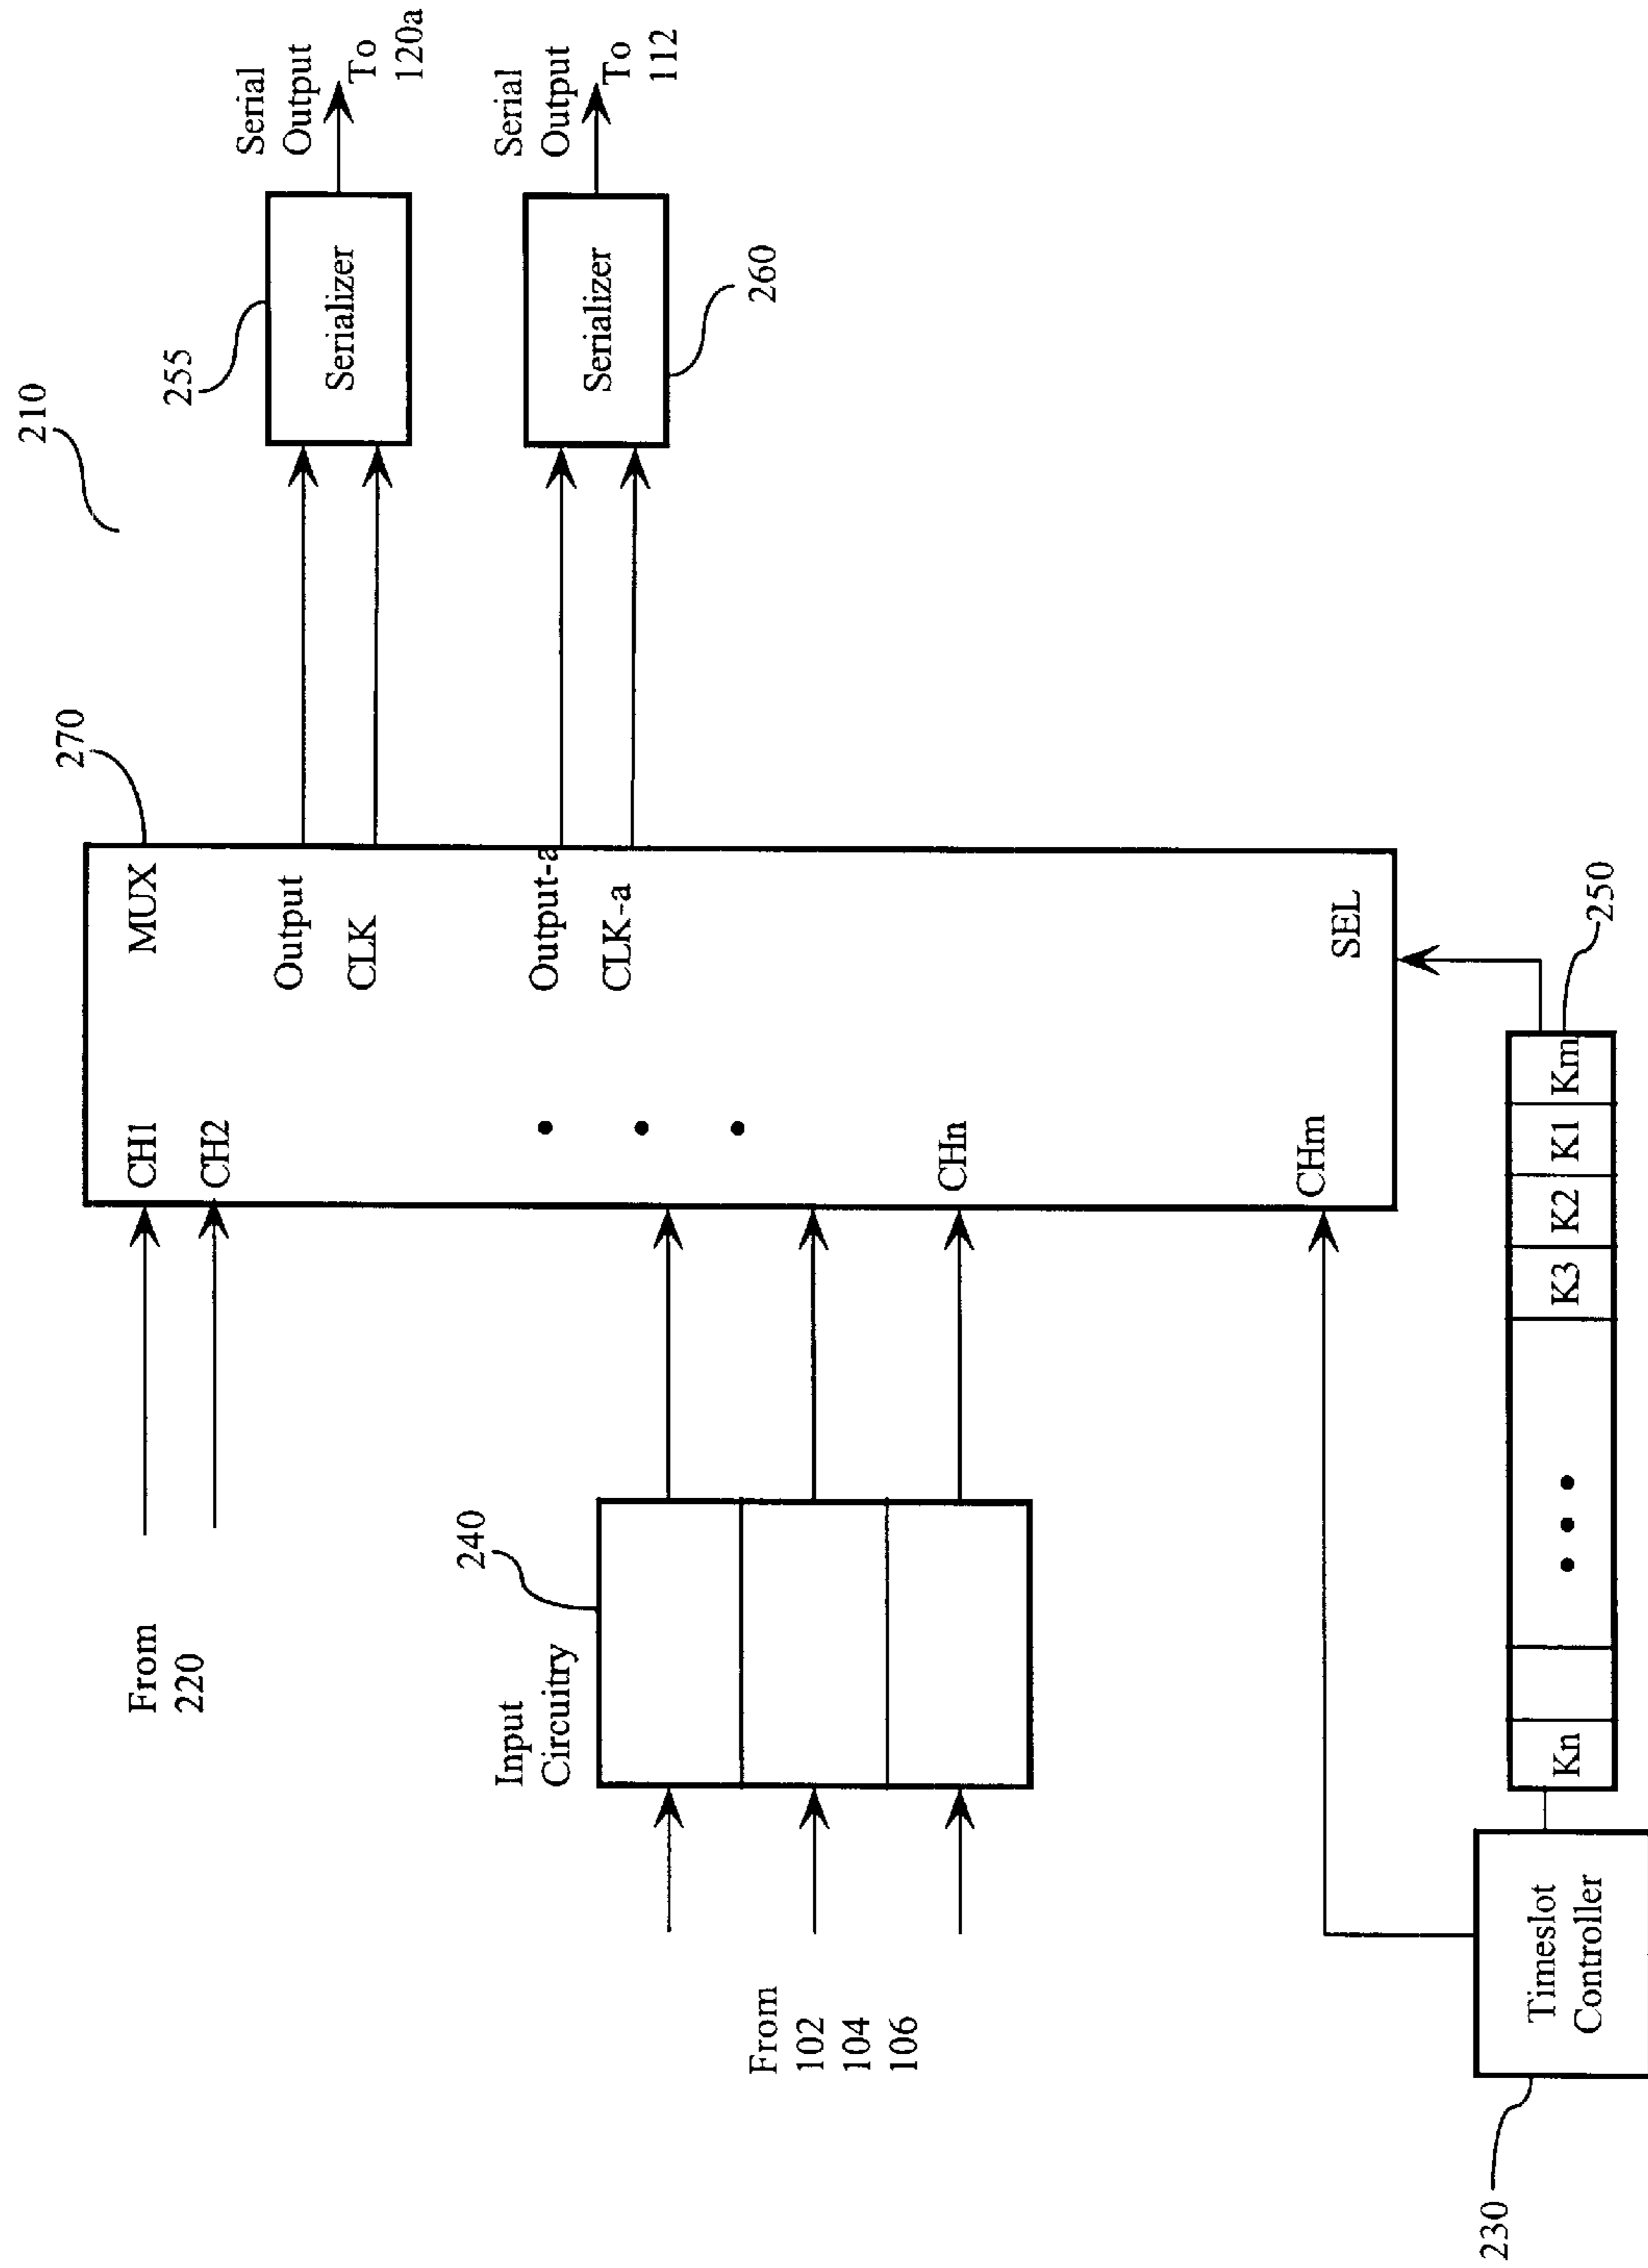 210
270
255
Serial
Output
To
120a
Serializer
Serial
Output
To
112
Serializer
260
From
220
CH1
CH2
MUX
Output
CLK
Output-a
CLK-a
CHn
CHm
SEL
240
Input
Circuitry
From
102
104
106
230
Timeslot
Controller
Kn
K3
K2
K1
Km
250